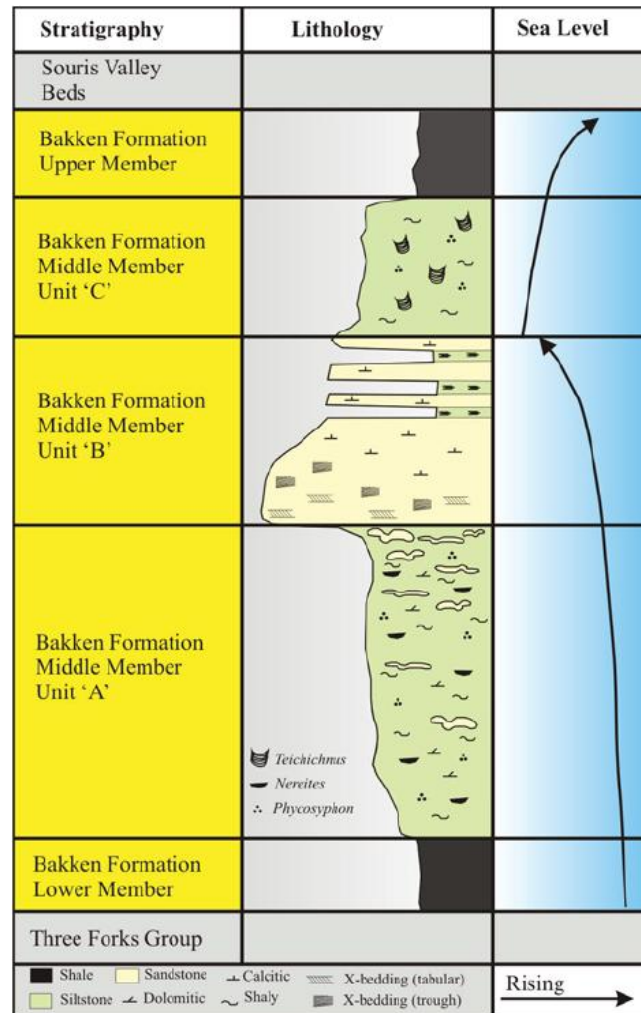 Stratigraphy Lithology Sea Level
Souris Valley
Beds
Bakken Formation
Upper Member
Bakken Formation
Middle Member
Unit ‘C’
Bakken Formation
Middle Member
Unit ‘B’
Bakken Formation
Middle Member
Unit ‘A’
Teichichnus
Nereites
Phycosyphon
Bakken Formation
Lower Member
Three Forks Group
Shale Sandstone Calcitic X-bedding (tabular)
Siltstone Dolomitic Shaly X-bedding (trough)
Rising